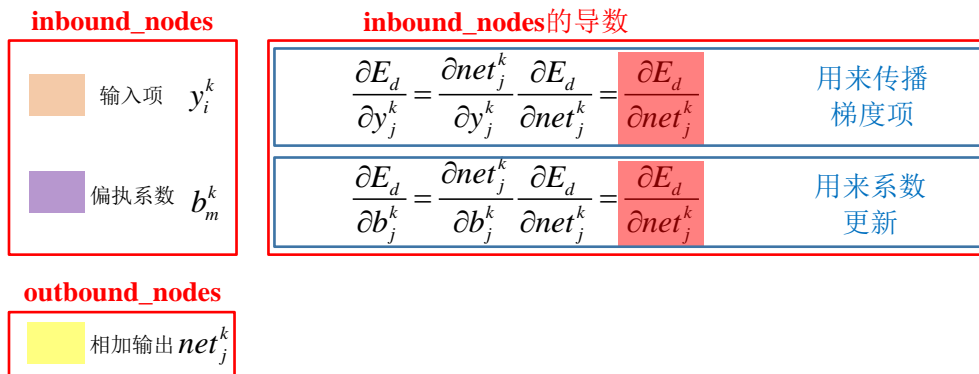 inbound_nodes
输入项 y_i^k
偏执系数 b_m^k
inbound_nodes的导数
∂E_d/∂y_j^k = ∂net_j^k/∂y_j^k ∂E_d/∂net_j^k = ∂E_d/∂net_j^k
用来传播
梯度项
∂E_d/∂b_j^k = ∂net_j^k/∂b_j^k ∂E_d/∂net_j^k = ∂E_d/∂net_j^k
用来系数
更新
outbound_nodes
相加输出 net_j^k